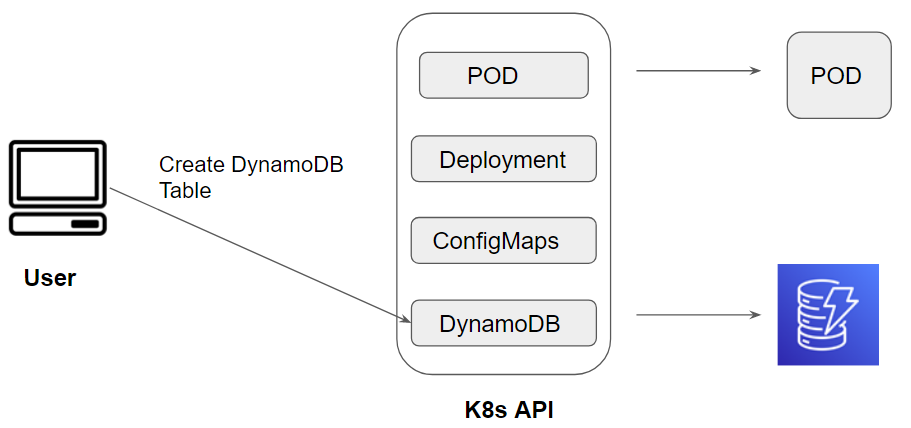 POD
POD
Create DynamoDB
Table
Deployment
ConfigMaps
User
DynamoDB
K8s API